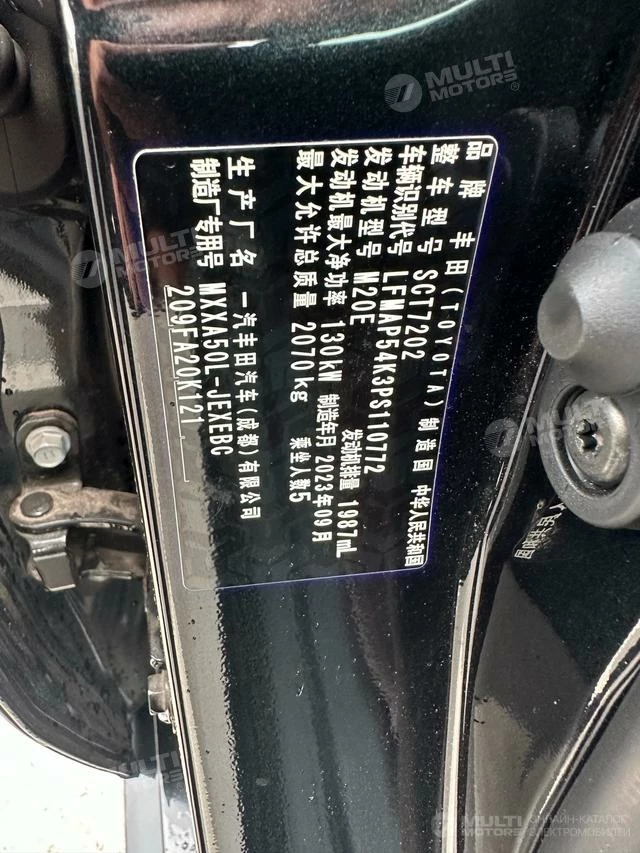 品牌 丰田(TOYOTA) 制造国 中华人民共和国
整车型号 SCT7202
车辆识别代号 LFMAP54K3PS110772
发动机型号 M20E 发动机排量 1987mL
发动机最大净功率 130kW 制造年月 2023年09月
最大允许总质量 2070kg 乘坐人数5
生产厂名 一汽丰田汽车(成都)有限公司
制造厂专用号 MXXA50L-JEXEBC
209FA20K121
MULTI
MOTORS®
MULTI
MOTORS
MULTI
MOTORS
MULTI
MOTORS
ОНЛАЙН-КАТАЛОГ
ЭЛЕКТРОМОБИЛЕЙ